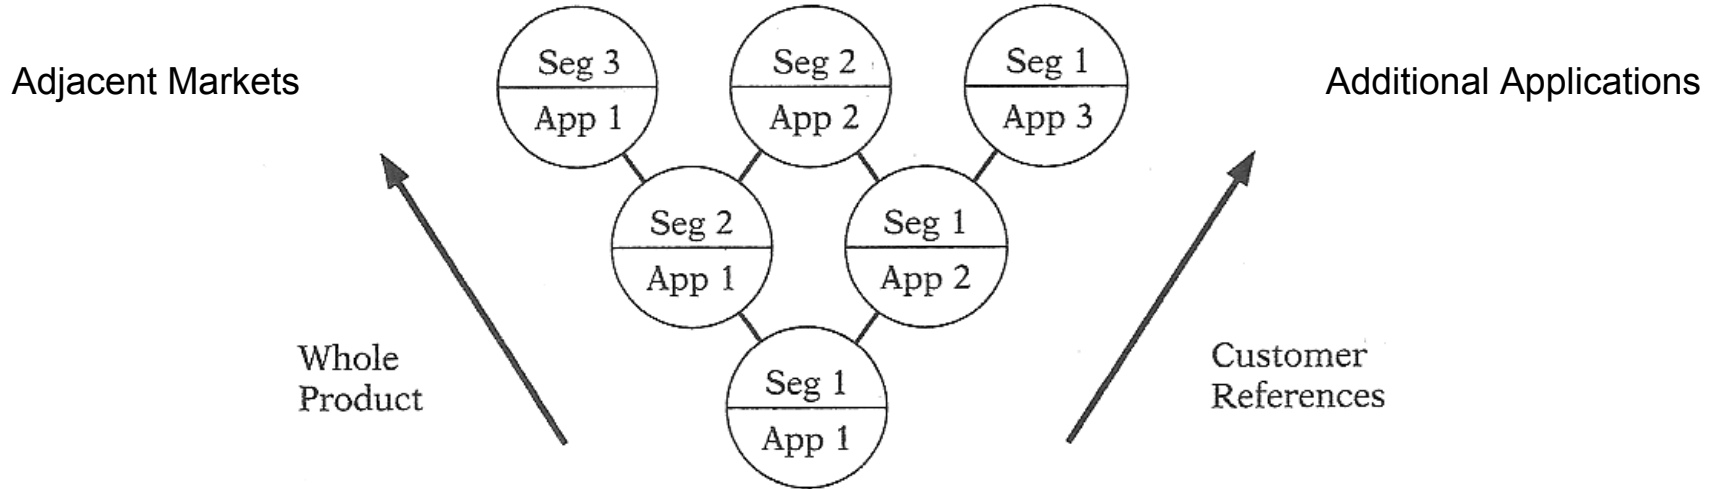 Seg 3
App 1
Seg 2
App 2
Seg 1
App 3
Adjacent Markets
Additional Applications
Seg 2
App 1
Seg 1
App 2
Whole
Product
Customer
References
Seg 1
App 1